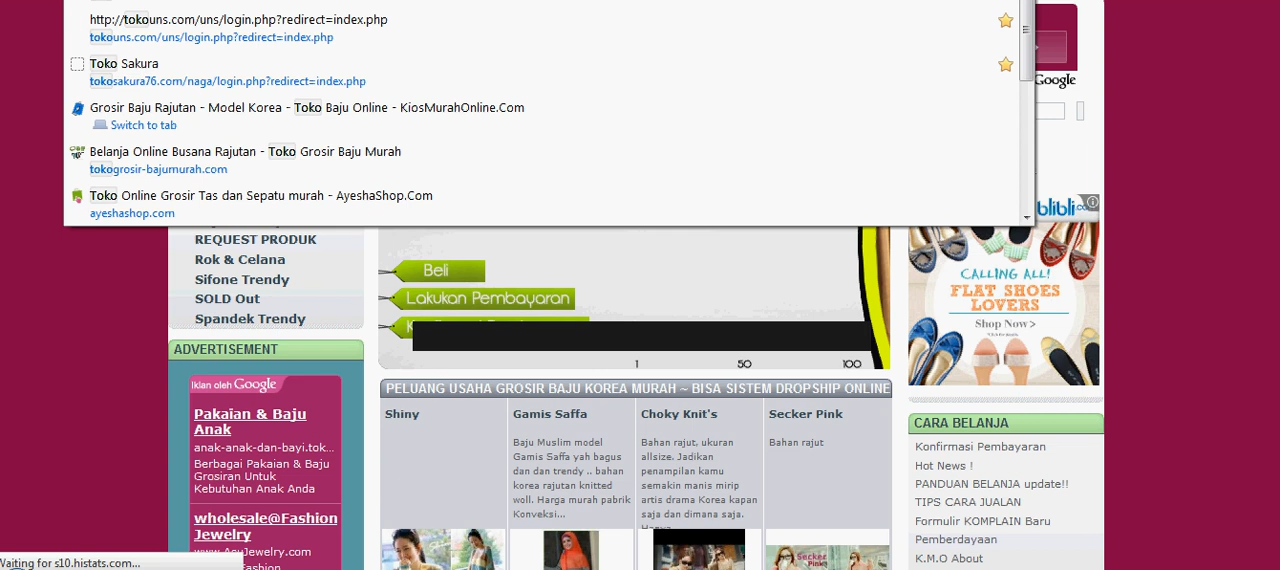 http://tokouns.com/uns/login.php?redirect=index.php
tokouns.com/uns/login.php?redirect=index.php
Toko Sakura
tokosakura76.com/naga/login.php?redirect=index.php
Grosir Baju Rajutan - Model Korea - Toko Baju Online - KiosMurahOnline.Com
Switch to tab
Belanja Online Busana Rajutan - Toko Grosir Baju Murah
tokogrosir-bajumurah.com
Toko Online Grosir Tas dan Sepatu murah - AyeshaShop.Com
ayeshashop.com
Google
REQUEST PRODUK
Rok & Celana
Sifone Trendy
SOLD Out
Spandek Trendy
ADVERTISEMENT
Iklan oleh Google
Pakaian & Baju
Anak
anak-anak-dan-bayi.tok...
Berbagai Pakaian & Baju
Grosiran Untuk
Kebutuhan Anak Anda
wholesale@Fashion
Jewelry
www.AsuJewelry.com
Fashion
Waiting for s10.histats.com...
Beli
Lakukan Pembayaran
1 50 100
PELUANG USAHA GROSIR BAJU KOREA MURAH ~ BISA SISTEM DROPSHIP ONLINE
Shiny
Gamis Saffa
Baju Muslim model
Gamis Saffa yah bagus
dan dan trendy .. bahan
korea rajutan knitted
woll. Harga murah pabrik
Konveksi...
Choky Knit's
Bahan rajut, ukuran
allsize. Jadikan
penampilan kamu
semakin manis mirip
artis drama Korea kapan
saja dan dimana saja.
Secker Pink
Bahan rajut
Secker
Pink
blibli.co
CALLING ALL!
FLAT SHOES
LOVERS
Shop Now >
CARA BELANJA
Konfirmasi Pembayaran
Hot News !
PANDUAN BELANJA update!!
TIPS CARA JUALAN
Formulir KOMPLAIN Baru
Pemberdayaan
K.M.O About